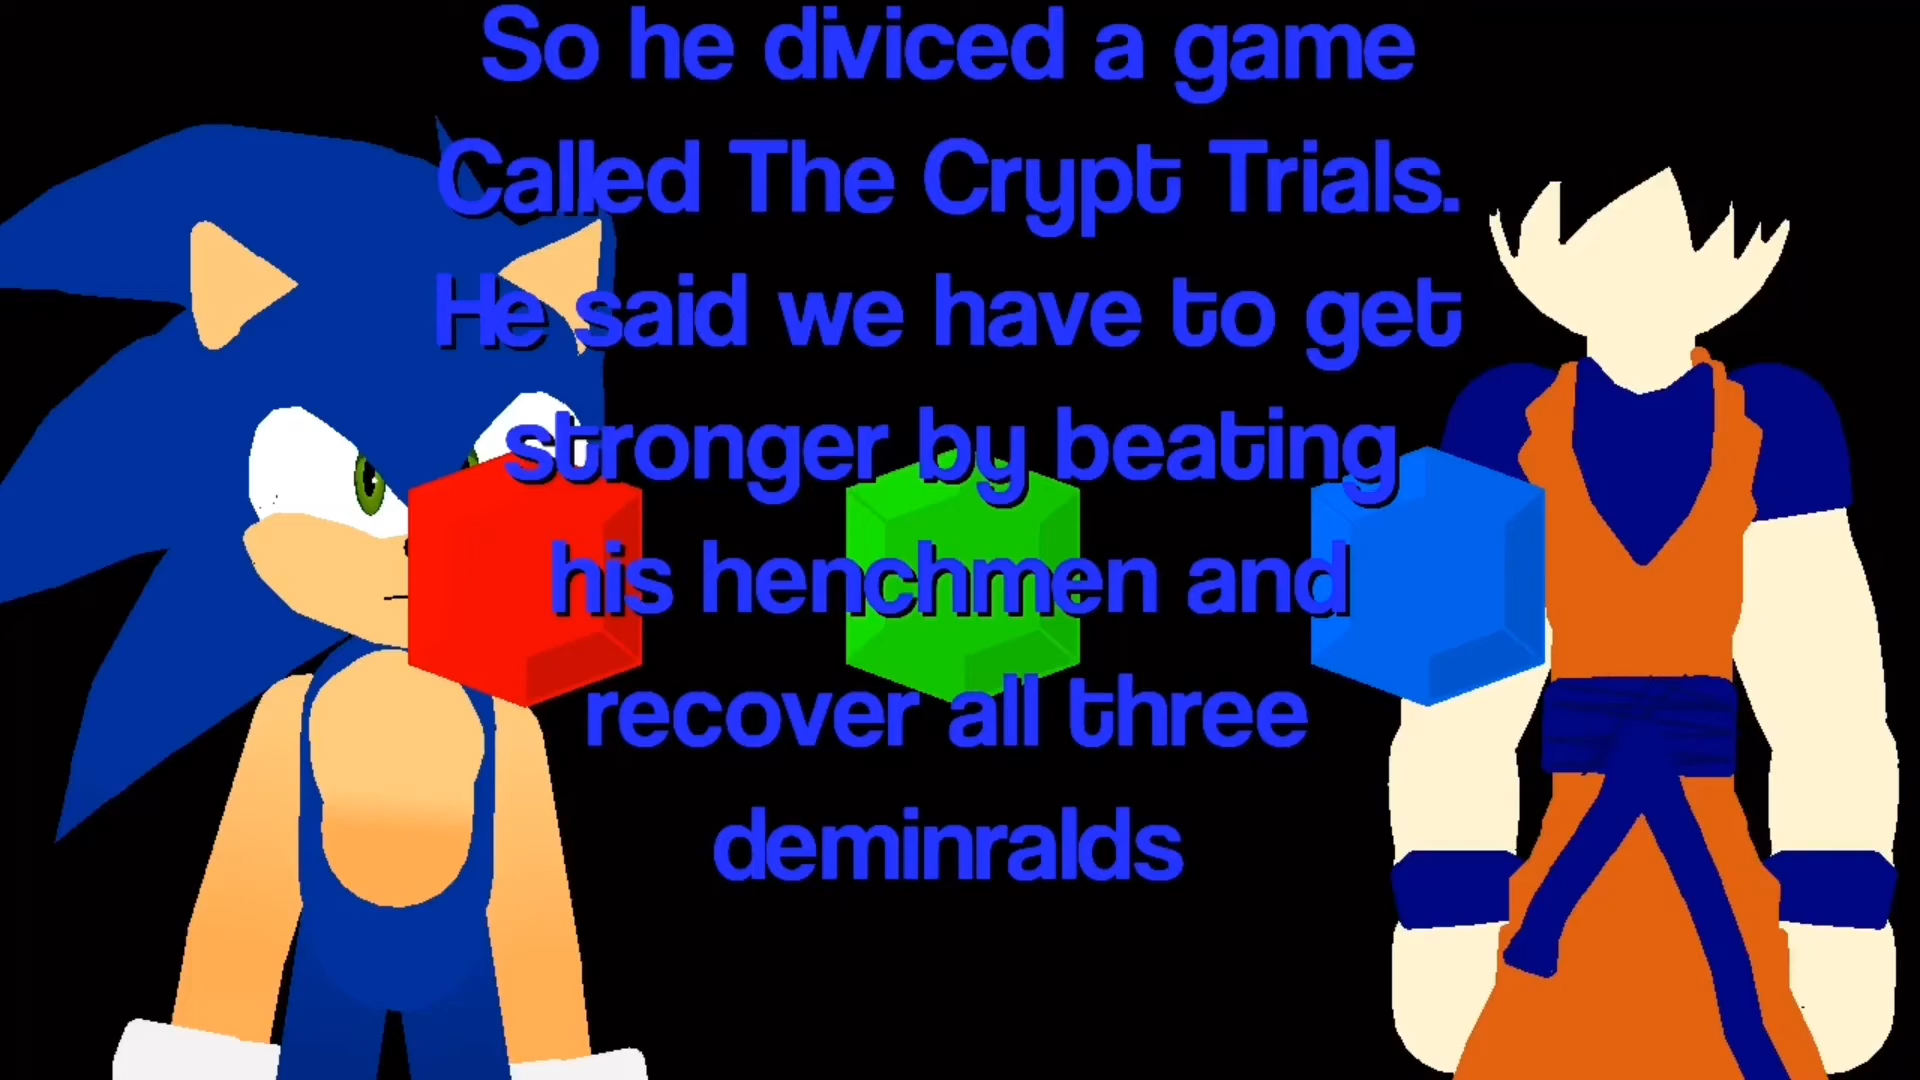 So he diviced a game
Called The Crypt Trials.
He said we have to get
stronger by beating
his henchmen and
recover all three
deminralds